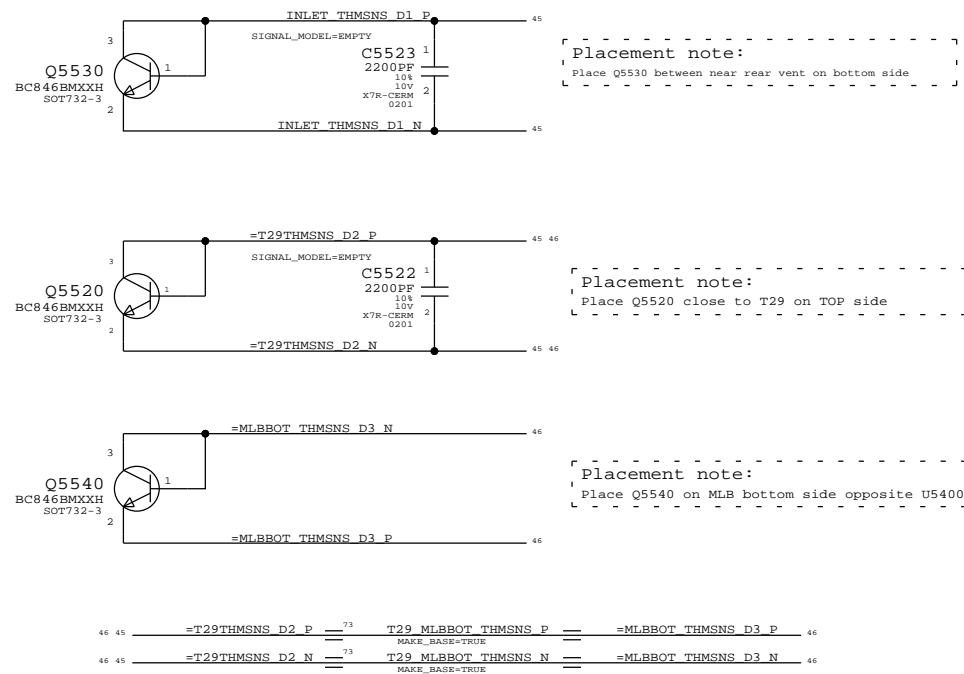 INLET_THMSNS_D1_P 45
SIGNAL_MODEL=EMPTY
3
Q5530
BC846BMXXH
SOT732-3
1
2
C5523 1
2200PF
10%
10V
X7R-CERM 2
0201
INLET_THMSNS_D1_N 45
Placement note:
Place Q5530 between near rear vent on bottom side
=T29THMSNS_D2_P 45 46
SIGNAL_MODEL=EMPTY
3
Q5520
BC846BMXXH
SOT732-3
1
2
C5522 1
2200PF
10%
10V
X7R-CERM 2
0201
=T29THMSNS_D2_N 45 46
Placement note:
Place Q5520 close to T29 on TOP side
=MLBBOT_THMSNS_D3_N 46
3
Q5540
BC846BMXXH
SOT732-3
1
2
=MLBBOT_THMSNS_D3_P 46
Placement note:
Place Q5540 on MLB bottom side opposite U5400
46 45 =T29THMSNS_D2_P 73 T29_MLBBOT_THMSNS_P =MLBBOT_THMSNS_D3_P 46
MAKE_BASE=TRUE
46 45 =T29THMSNS_D2_N 73 T29_MLBBOT_THMSNS_N =MLBBOT_THMSNS_D3_N 46
MAKE_BASE=TRUE